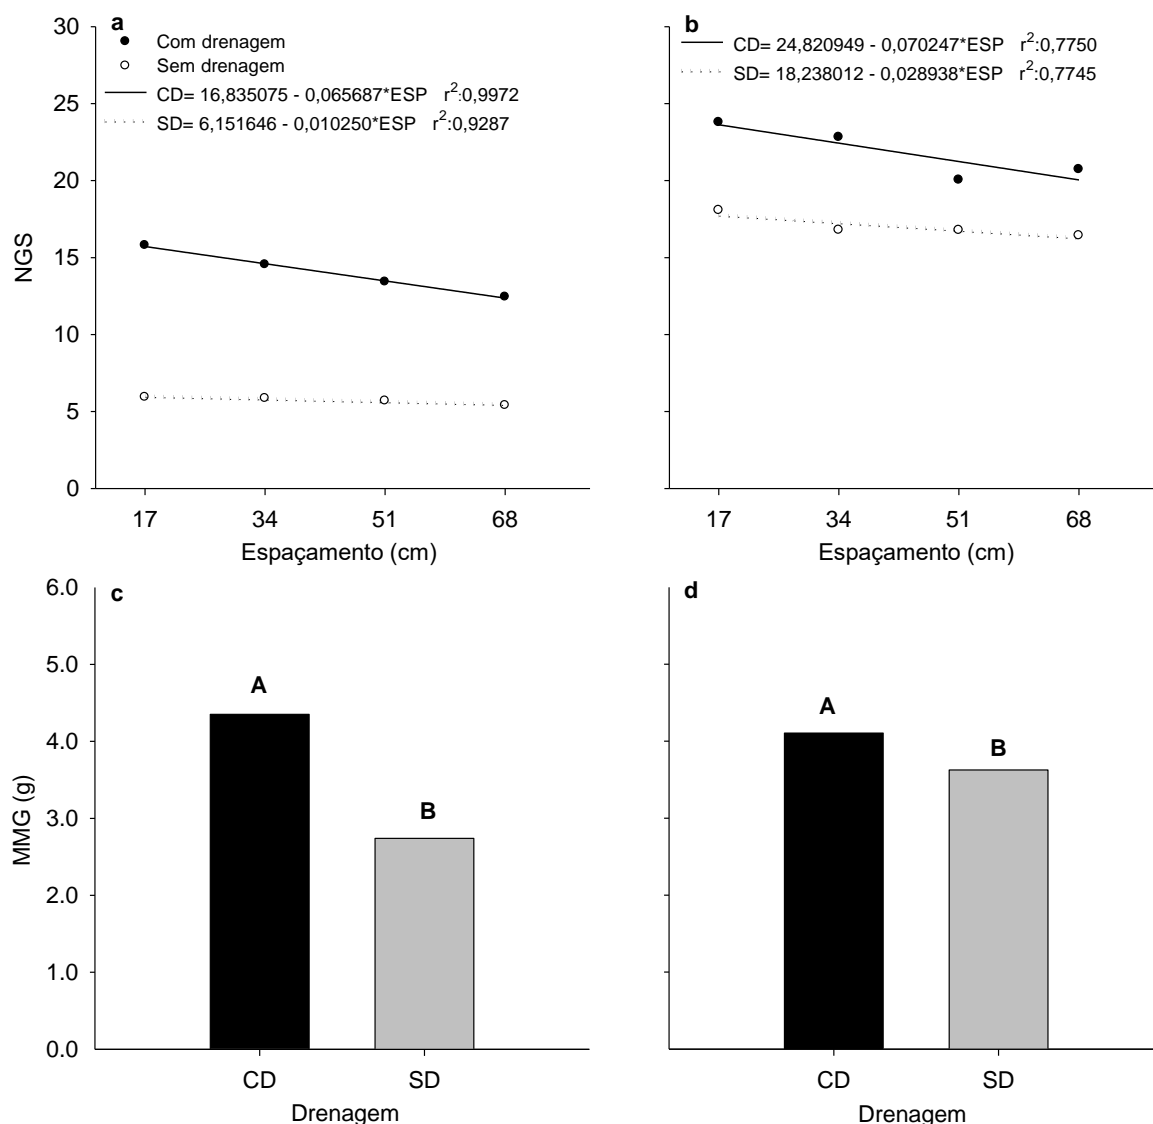 a
Com drenagem
Sem drenagem
CD= 16,835075 - 0,065687*ESP r²:0,9972
SD= 6,151646 - 0,010250*ESP r²:0,9287
30
25
20
15
10
5
0
NGS
17 34 51 68
Espaçamento (cm)
b
CD= 24,820949 - 0,070247*ESP r²:0,7750
SD= 18,238012 - 0,028938*ESP r²:0,7745
17 34 51 68
Espaçamento (cm)
c
6.0
5.0
4.0
3.0
2.0
1.0
0.0
MMG (g)
A
B
CD SD
Drenagem
d
A
B
CD SD
Drenagem